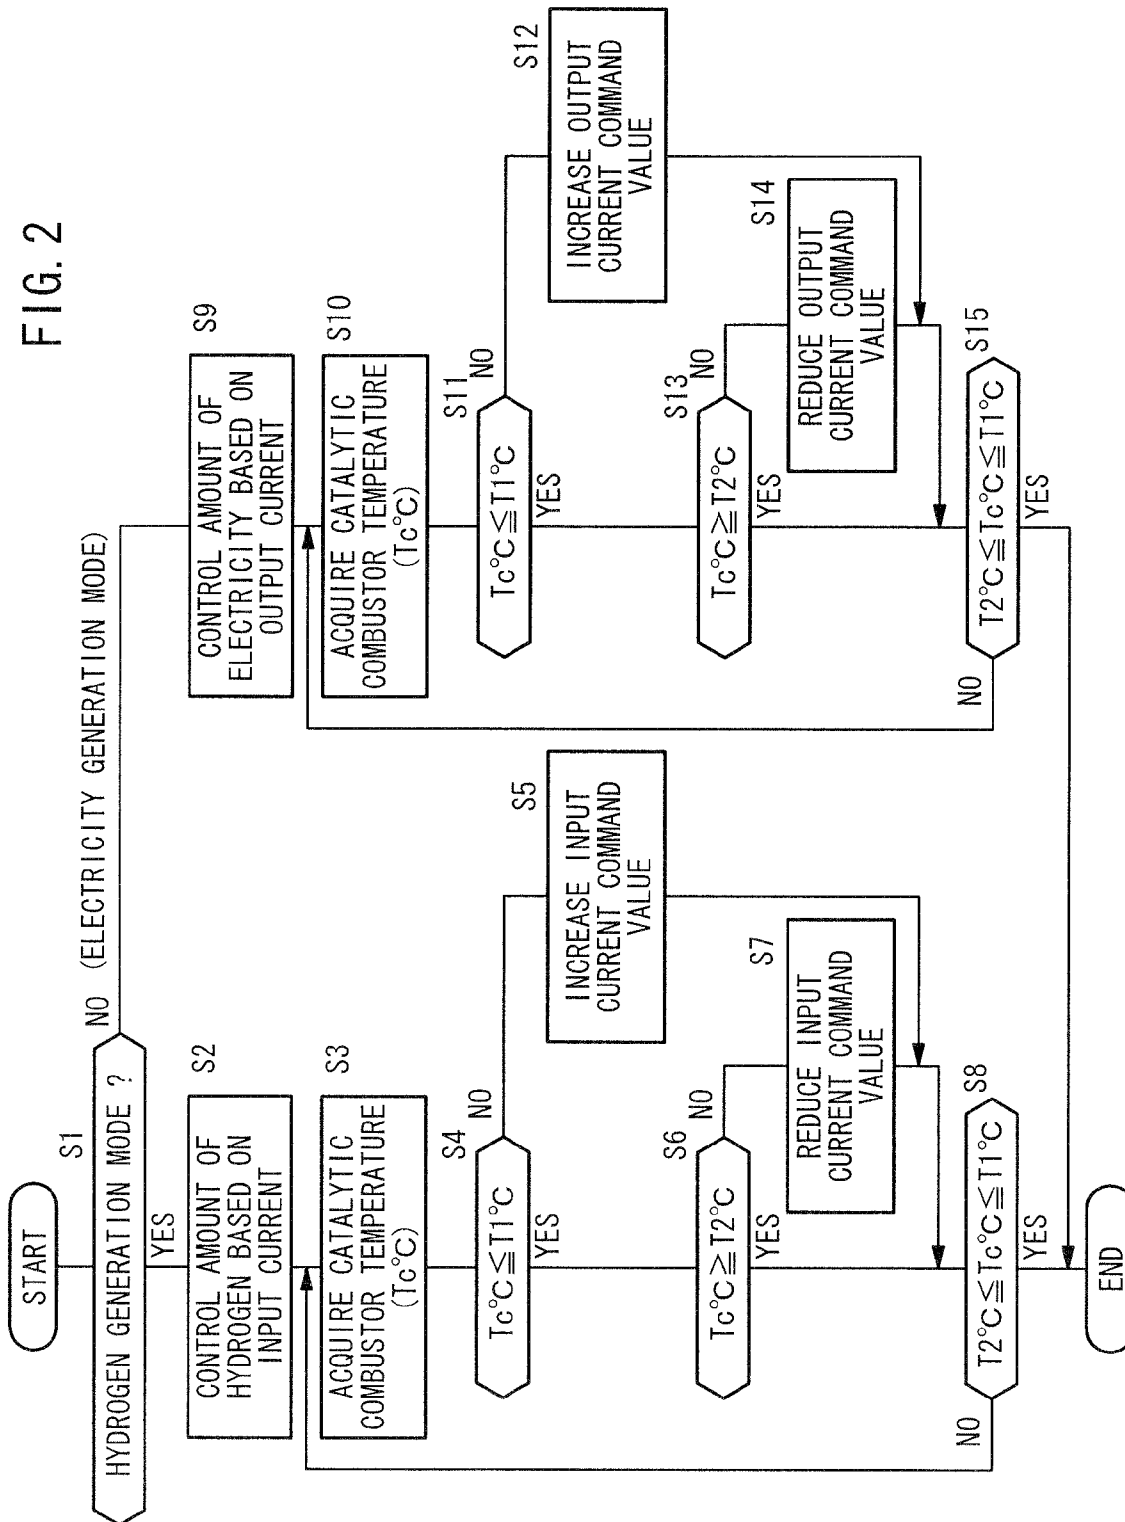 FIG. 2
START
S1
HYDROGEN GENERATION MODE ?
NO (ELECTRICITY GENERATION MODE)
YES
S2
CONTROL AMOUNT OF
HYDROGEN BASED ON
INPUT CURRENT
S3
ACQUIRE CATALYTIC
COMBUSTOR TEMPERATURE
(Tc°C)
S4
Tc°C≦T1°C
NO
YES
S5
INCREASE INPUT
CURRENT COMMAND
VALUE
S6
Tc°C≧T2°C
NO
YES
S7
REDUCE INPUT
CURRENT COMMAND
VALUE
S8
T2°C≦Tc°C≦T1°C
NO
YES
S9
CONTROL AMOUNT OF
ELECTRICITY BASED ON
OUTPUT CURRENT
S10
ACQUIRE CATALYTIC
COMBUSTOR TEMPERATURE
(Tc°C)
S11
Tc°C≦T1°C
NO
YES
S12
INCREASE OUTPUT
CURRENT COMMAND
VALUE
S13
Tc°C≧T2°C
NO
YES
S14
REDUCE OUTPUT
CURRENT COMMAND
VALUE
S15
T2°C≦Tc°C≦T1°C
NO
YES
END